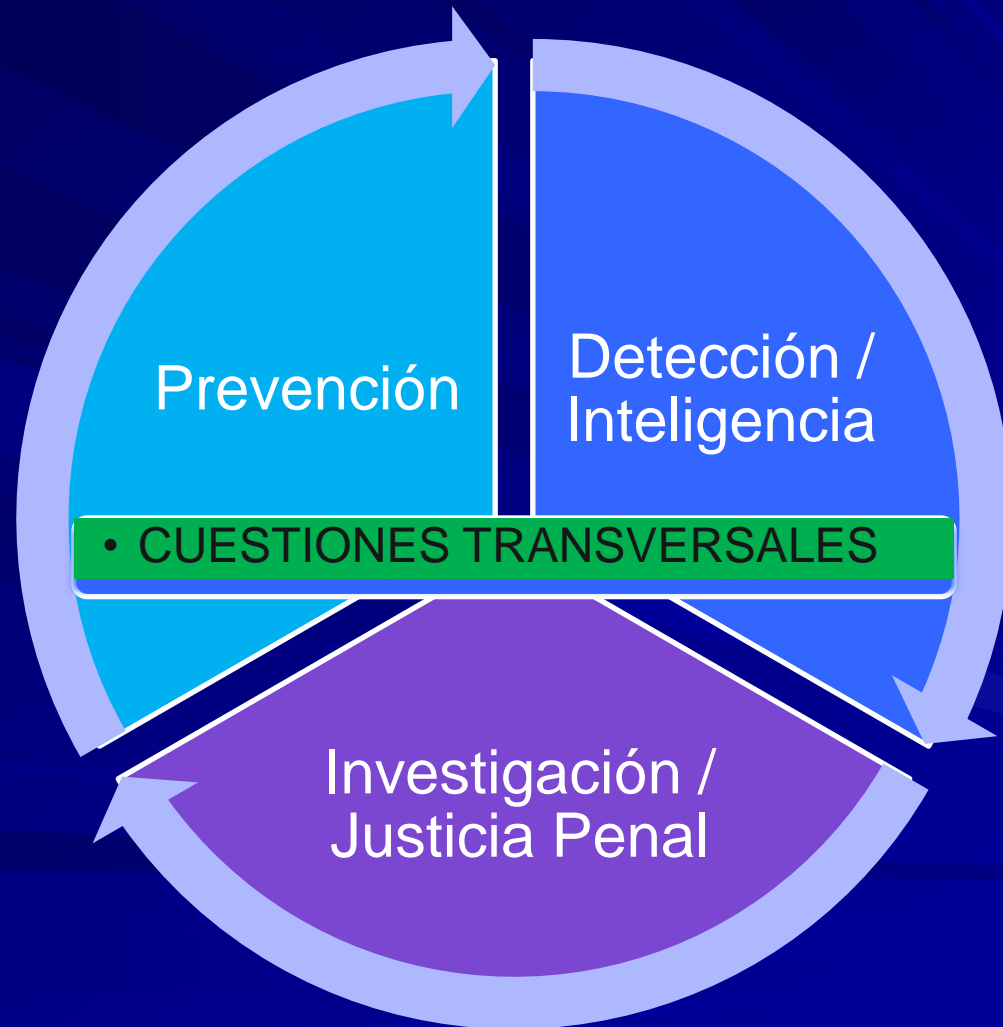 Prevención
Detección /
Inteligencia
• CUESTIONES TRANSVERSALES
Investigación /
Justicia Penal